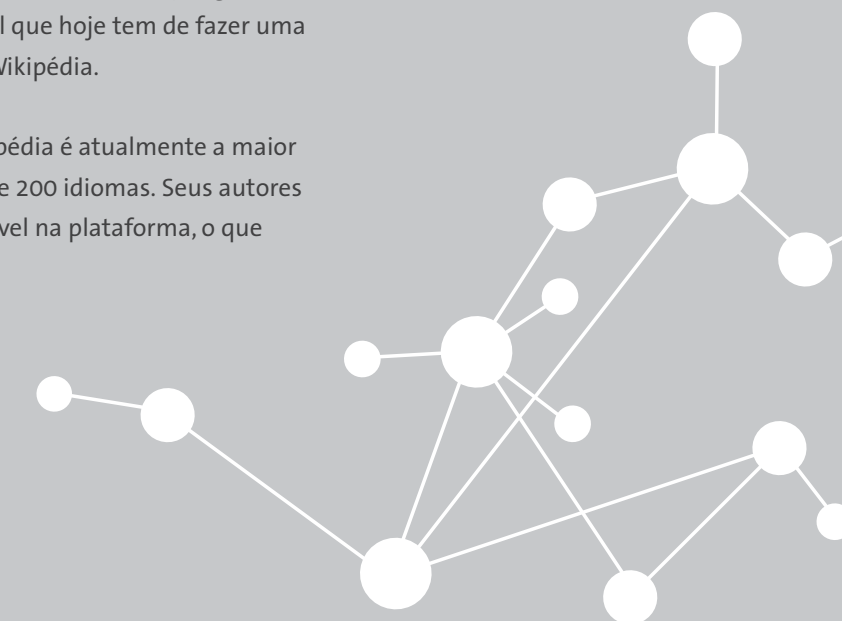 l que hoje tem de fazer uma
Wikipédia.
pédia é atualmente a maior
e 200 idiomas. Seus autores
vel na plataforma, o que